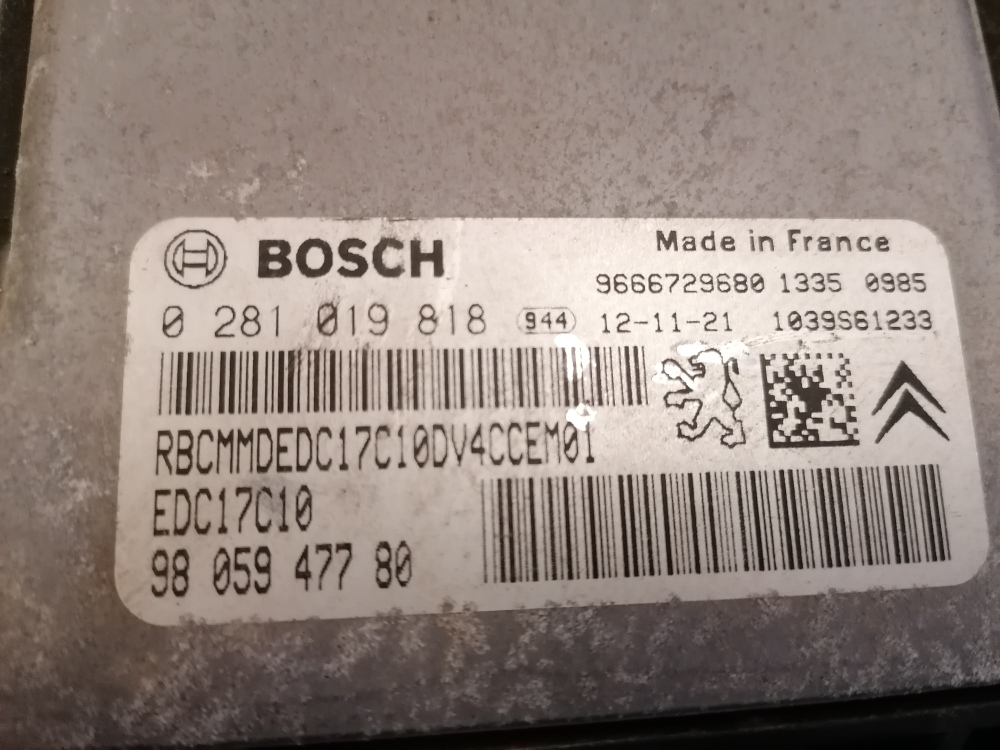 BOSCH
Made in France
9666729680 1335 0985
0 281 019 818 944 12-11-21 1039S61233
RBCMMDEDC17C10DV4CCEM01
EDC17C10
98 059 477 80